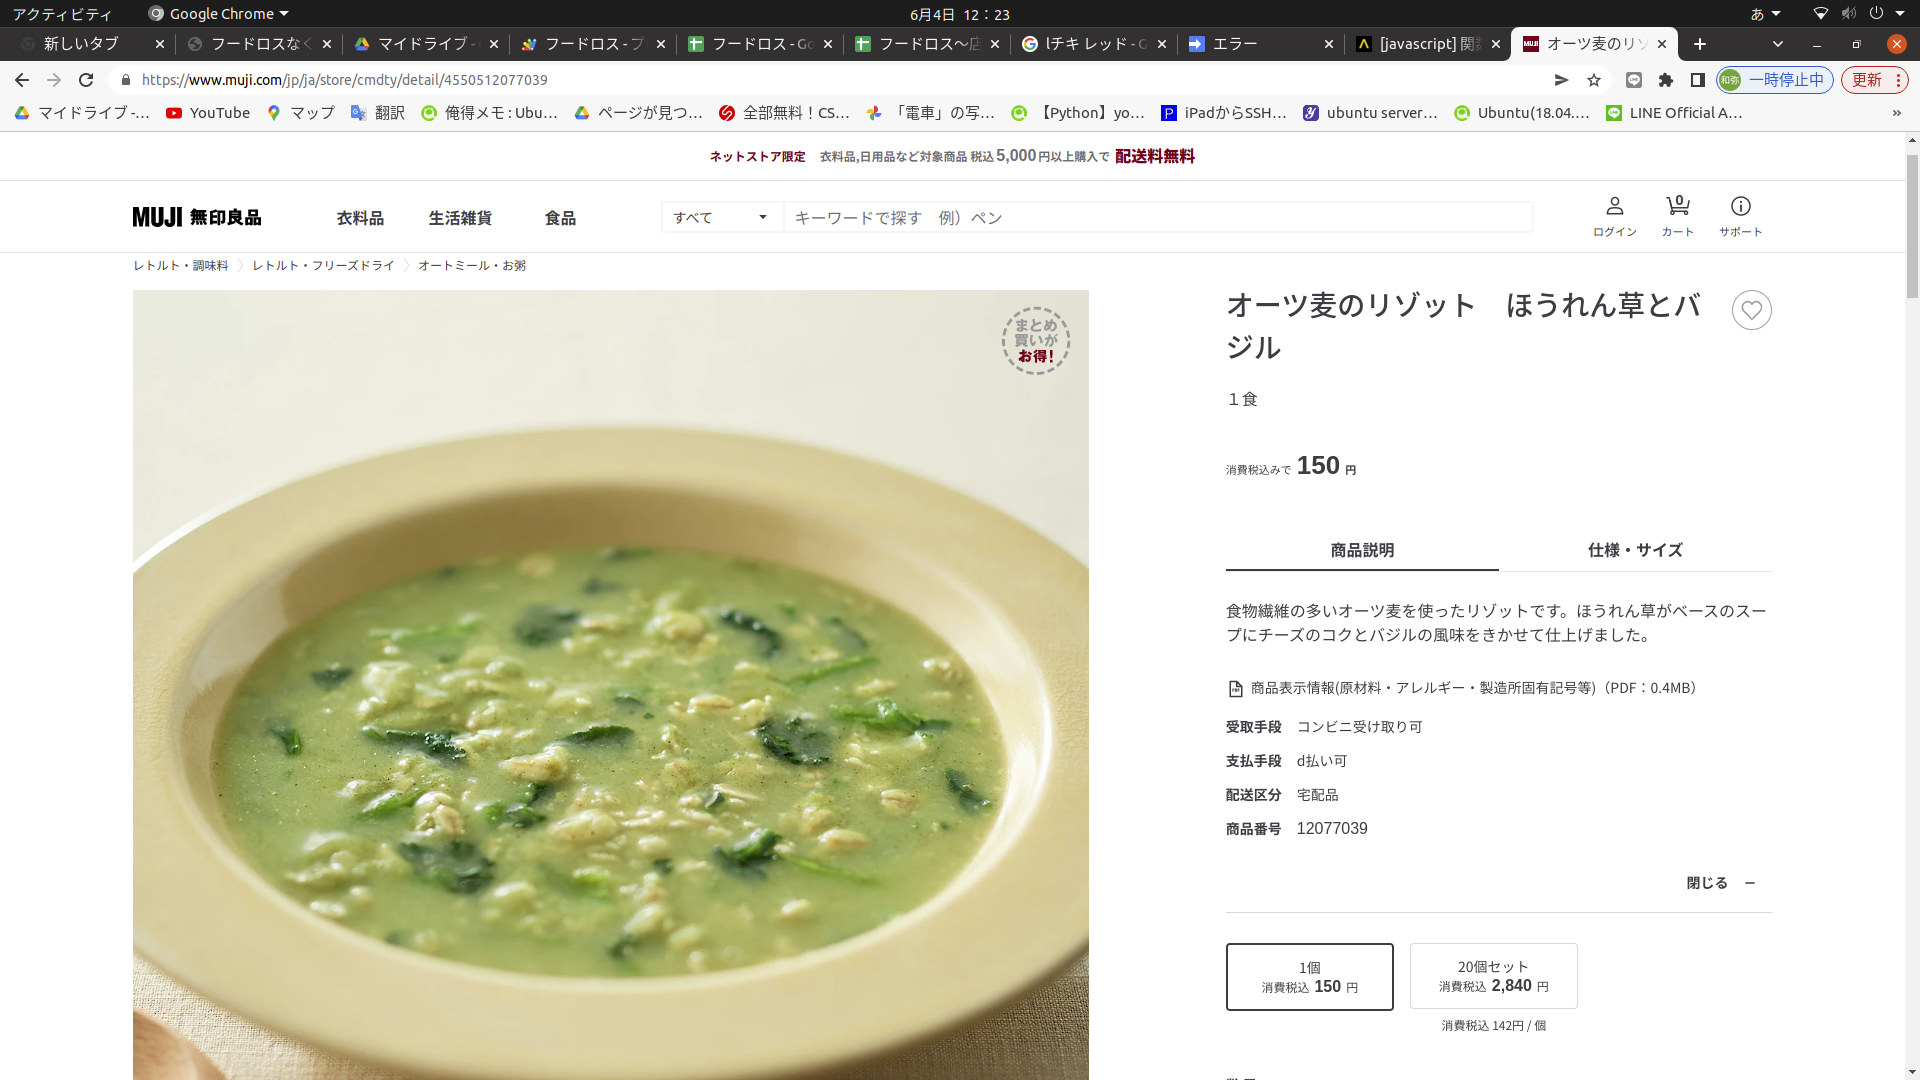 アクティビティ
Google Chrome
6月4日 12：23
あ
新しいタブ
フードロスなく
マイドライブ -
フードロス - プ
フードロス - Go
フードロス～店
lチキ レッド - G
エラー
[javascript] 関数
オーツ麦のリゾ
https://www.muji.com/jp/ja/store/cmdty/detail/4550512077039
和弥
一時停止中
更新
マイドライブ -…
YouTube
マップ
翻訳
俺得メモ : Ubu…
ページが見つ…
全部無料！CS…
「電車」の写…
【Python】yo…
iPadからSSH…
ubuntu server…
Ubuntu(18.04.…
LINE Official A…
»
ネットストア限定 衣料品,日用品など対象商品 税込5,000円以上購入で 配送料無料
MUJI 無印良品
衣料品
生活雑貨
食品
すべて
キーワードで探す 例）ペン
ログイン
0
カート
サポート
レトルト・調味料
レトルト・フリーズドライ
オートミール・お粥
まとめ
買いが
お得!
オーツ麦のリゾット ほうれん草とバ
ジル
１食
消費税込みで 150 円
商品説明
仕様・サイズ
食物繊維の多いオーツ麦を使ったリゾットです。ほうれん草がベースのスー
プにチーズのコクとバジルの風味をきかせて仕上げました。
商品表示情報(原材料・アレルギー・製造所固有記号等)（PDF：0.4MB）
受取手段 コンビニ受け取り可
支払手段 d払い可
配送区分 宅配品
商品番号 12077039
閉じる
1個
消費税込 150 円
20個セット
消費税込 2,840 円
消費税込 142円 / 個